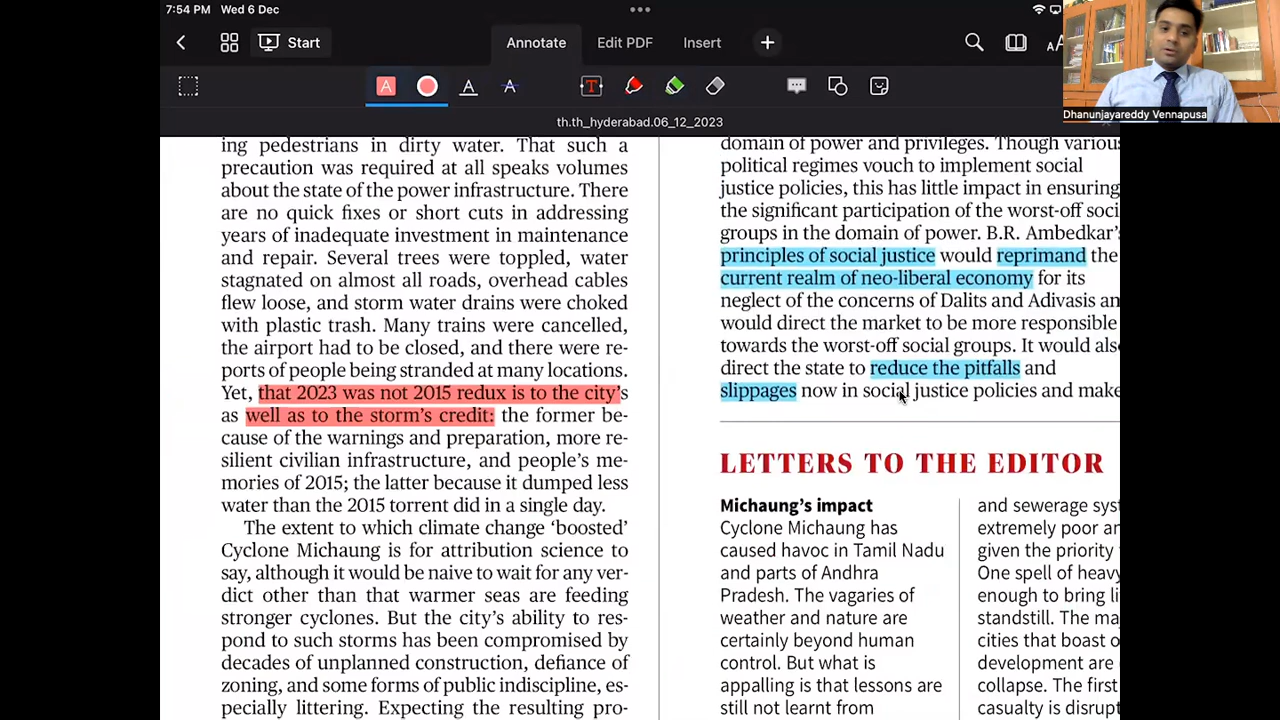 7:54 PM Wed 6 Dec
Start
Annotate
Edit PDF
Insert
th.th_hyderabad.06_12_2023
Dhanunjayareddy Vennapusa
ing pedestrians in dirty water. That such a
precaution was required at all speaks volumes
about the state of the power infrastructure. There
are no quick fixes or short cuts in addressing
years of inadequate investment in maintenance
and repair. Several trees were toppled, water
stagnated on almost all roads, overhead cables
flew loose, and storm water drains were choked
with plastic trash. Many trains were cancelled,
the airport had to be closed, and there were re-
ports of people being stranded at many locations.
Yet, that 2023 was not 2015 redux is to the city's
as well as to the storm's credit: the former be-
cause of the warnings and preparation, more re-
silient civilian infrastructure, and people's me-
mories of 2015; the latter because it dumped less
water than the 2015 torrent did in a single day.
The extent to which climate change 'boosted'
Cyclone Michaung is for attribution science to
say, although it would be naive to wait for any ver-
dict other than that warmer seas are feeding
stronger cyclones. But the city's ability to res-
pond to such storms has been compromised by
decades of unplanned construction, defiance of
zoning, and some forms of public indiscipline, es-
pecially littering. Expecting the resulting pro-
domain of power and privileges. Though various
political regimes vouch to implement social
justice policies, this has little impact in ensuring
the significant participation of the worst-off soci
groups in the domain of power. B.R. Ambedkar's
principles of social justice would reprimand the
current realm of neo-liberal economy for its
neglect of the concerns of Dalits and Adivasis an
would direct the market to be more responsible
towards the worst-off social groups. It would also
direct the state to reduce the pitfalls and
slippages now in social justice policies and make
LETTERS TO THE EDITOR
Michaung's impact
Cyclone Michaung has
caused havoc in Tamil Nadu
and parts of Andhra
Pradesh. The vagaries of
weather and nature are
certainly beyond human
control. But what is
appalling is that lessons are
still not learnt from
and sewerage sys
extremely poor an
given the priority
One spell of heavy
enough to bring li
standstill. The ma
cities that boast o
development are
collapse. The first
casualty is disrup